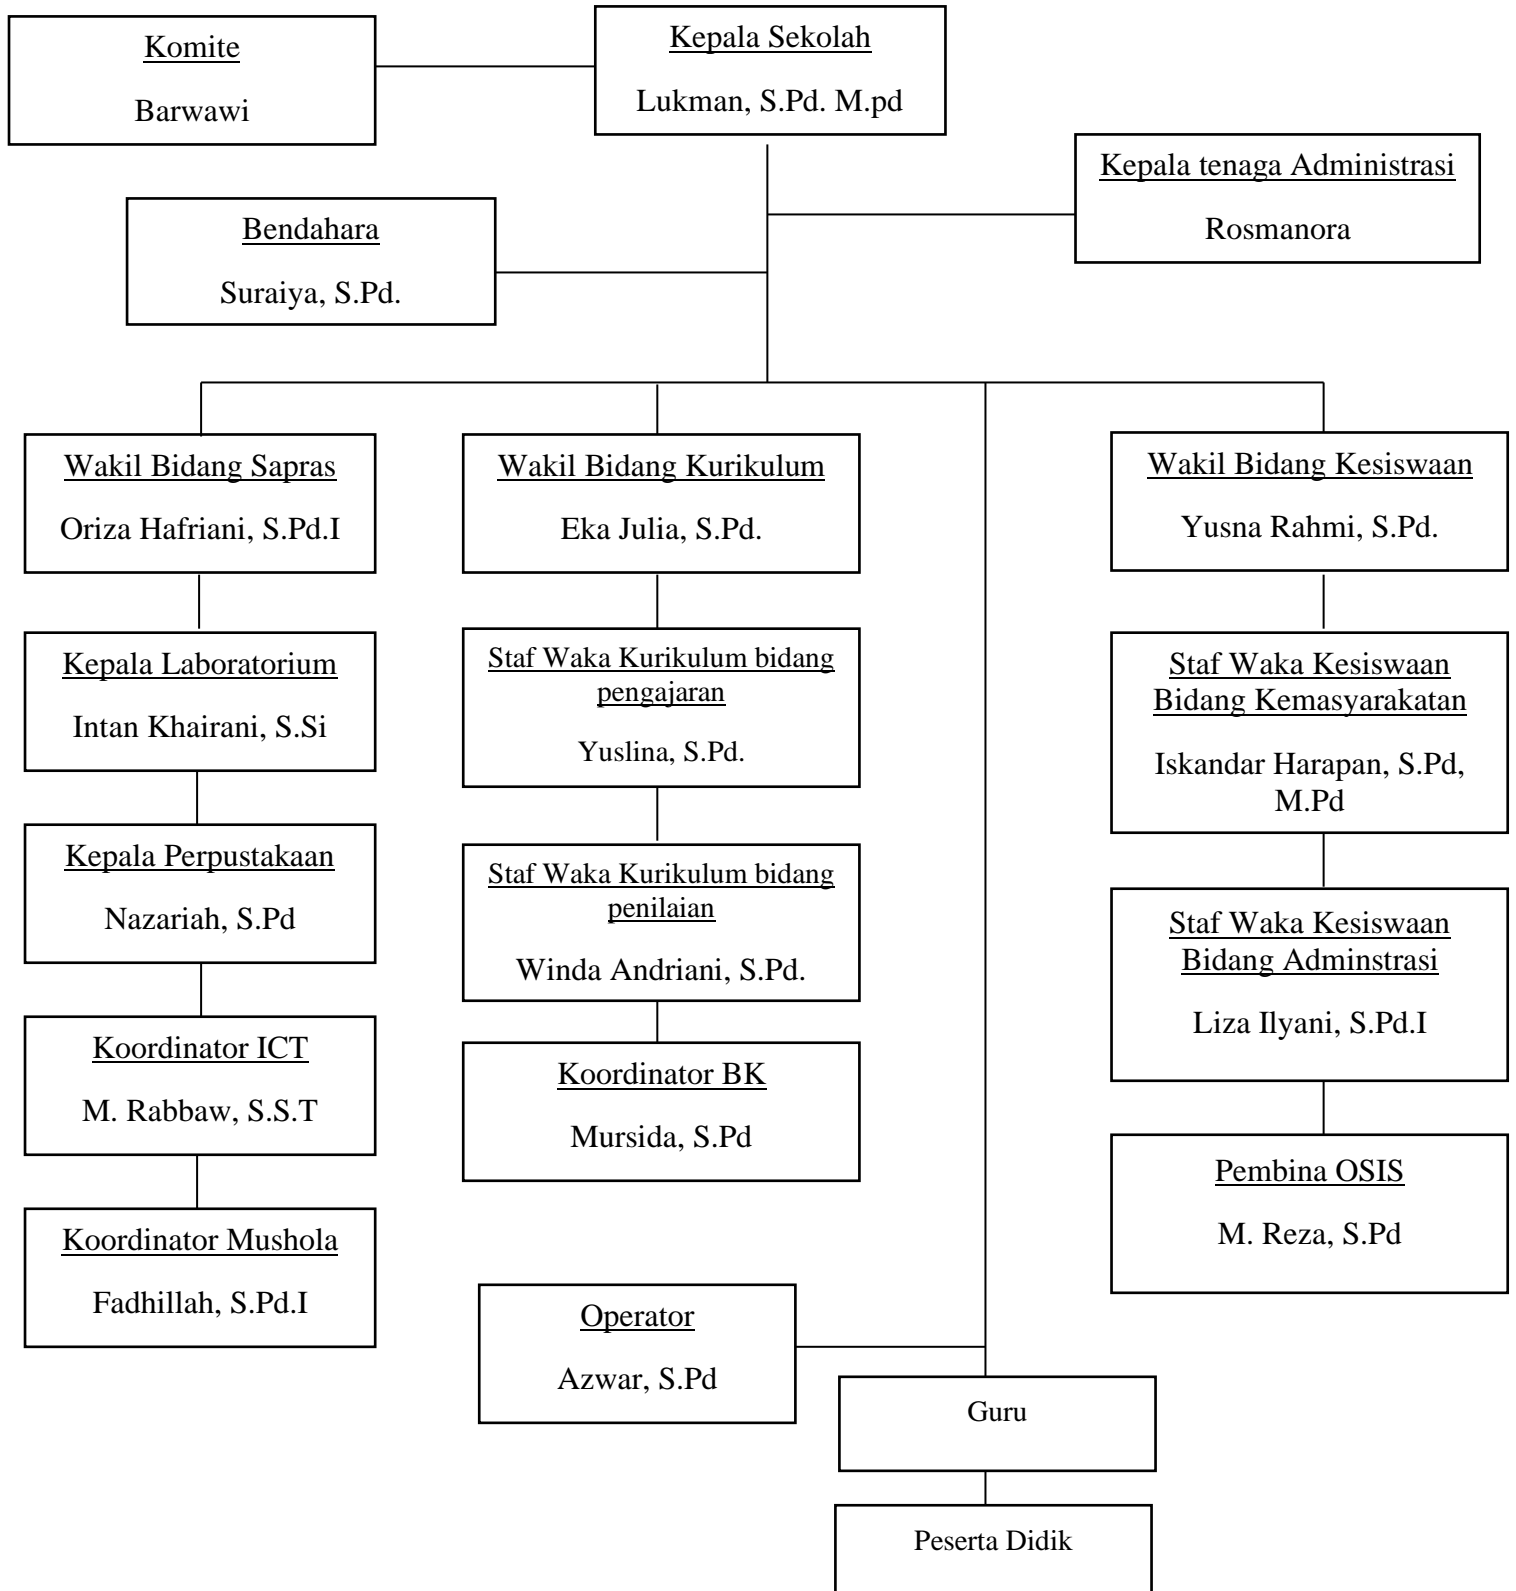 Komite
Barwawi
Kepala Sekolah
Lukman, S.Pd. M.pd
Kepala tenaga Administrasi
Rosmanora
Bendahara
Suraiya, S.Pd.
Wakil Bidang Sapras
Oriza Hafriani, S.Pd.I
Kepala Laboratorium
Intan Khairani, S.Si
Kepala Perpustakaan
Nazariah, S.Pd
Koordinator ICT
M. Rabbaw, S.S.T
Koordinator Mushola
Fadhillah, S.Pd.I
Wakil Bidang Kurikulum
Eka Julia, S.Pd.
Staf Waka Kurikulum bidang
pengajaran
Yuslina, S.Pd.
Staf Waka Kurikulum bidang
penilaian
Winda Andriani, S.Pd.
Koordinator BK
Mursida, S.Pd
Wakil Bidang Kesiswaan
Yusna Rahmi, S.Pd.
Staf Waka Kesiswaan
Bidang Kemasyarakatan
Iskandar Harapan, S.Pd,
M.Pd
Staf Waka Kesiswaan
Bidang Adminstrasi
Liza Ilyani, S.Pd.I
Pembina OSIS
M. Reza, S.Pd
Operator
Azwar, S.Pd
Guru
Peserta Didik